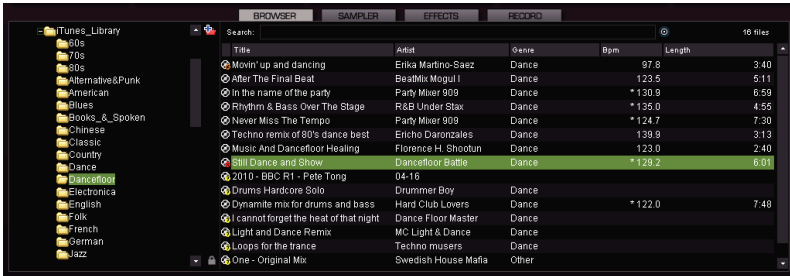 BROWSER SAMPLER EFFECTS RECORD
iTunes_Library
60s
70s
80s
Alternative&Punk
American
Blues
Books_&_Spoken
Chinese
Classic
Country
Dance
Dancefloor
Electronica
English
Folk
French
German
Jazz
Search: 16 files
Title Artist Genre Bpm Length
Movin' up and dancing Erika Martino-Saez Dance 97.8 3:40
After The Final Beat BeatMix Mogul I Dance 123.5 5:11
In the name of the party Party Mixer 909 Dance * 130.9 6:59
Rhythm & Bass Over The Stage R&B Under Stax Dance * 135.0 4:55
Never Miss The Tempo Party Mixer 909 Dance * 124.7 7:30
Techno remix of 80's dance best Ericho Daronzales Dance 139.9 3:13
Music And Dancefloor Healing Florence H. Shootun Dance 123.0 2:40
Still Dance and Show Dancefloor Battle Dance * 129.2 6:01
2010 - BBC R1 - Pete Tong 04-16
Drums Hardcore Solo Drummer Boy Dance
Dynamite mix for drums and bass Hard Club Lovers Dance * 122.0 7:48
I cannot forget the heat of that night Dance Floor Master Dance
Light and Dance Remix MC Light & Dance Dance
Loops for the trance Techno musers Dance
One - Original Mix Swedish House Mafia Other